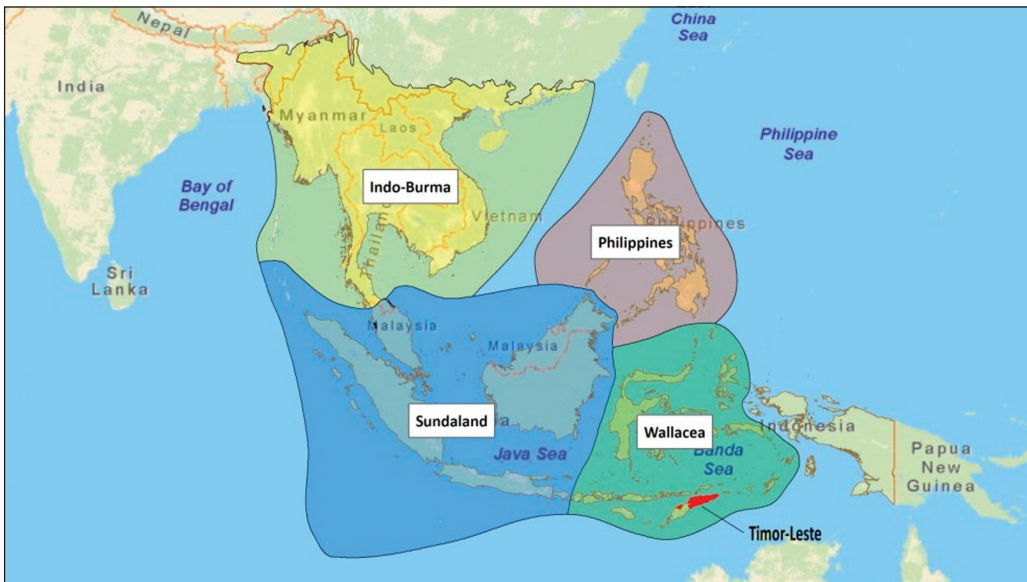 China
Sea
Nepal
India
Myanmar
Laos
Philippine
Sea
Bay of
Bengal
Indo-Burma
Thailand
Vietnam
Philippines
Philippines
Sri
Lanka
Malaysia
Malaysia
Sundaland
Java Sea
Wallacea
Banda
Sea
Indonesia
Papua
New
Guinea
Timor-Leste